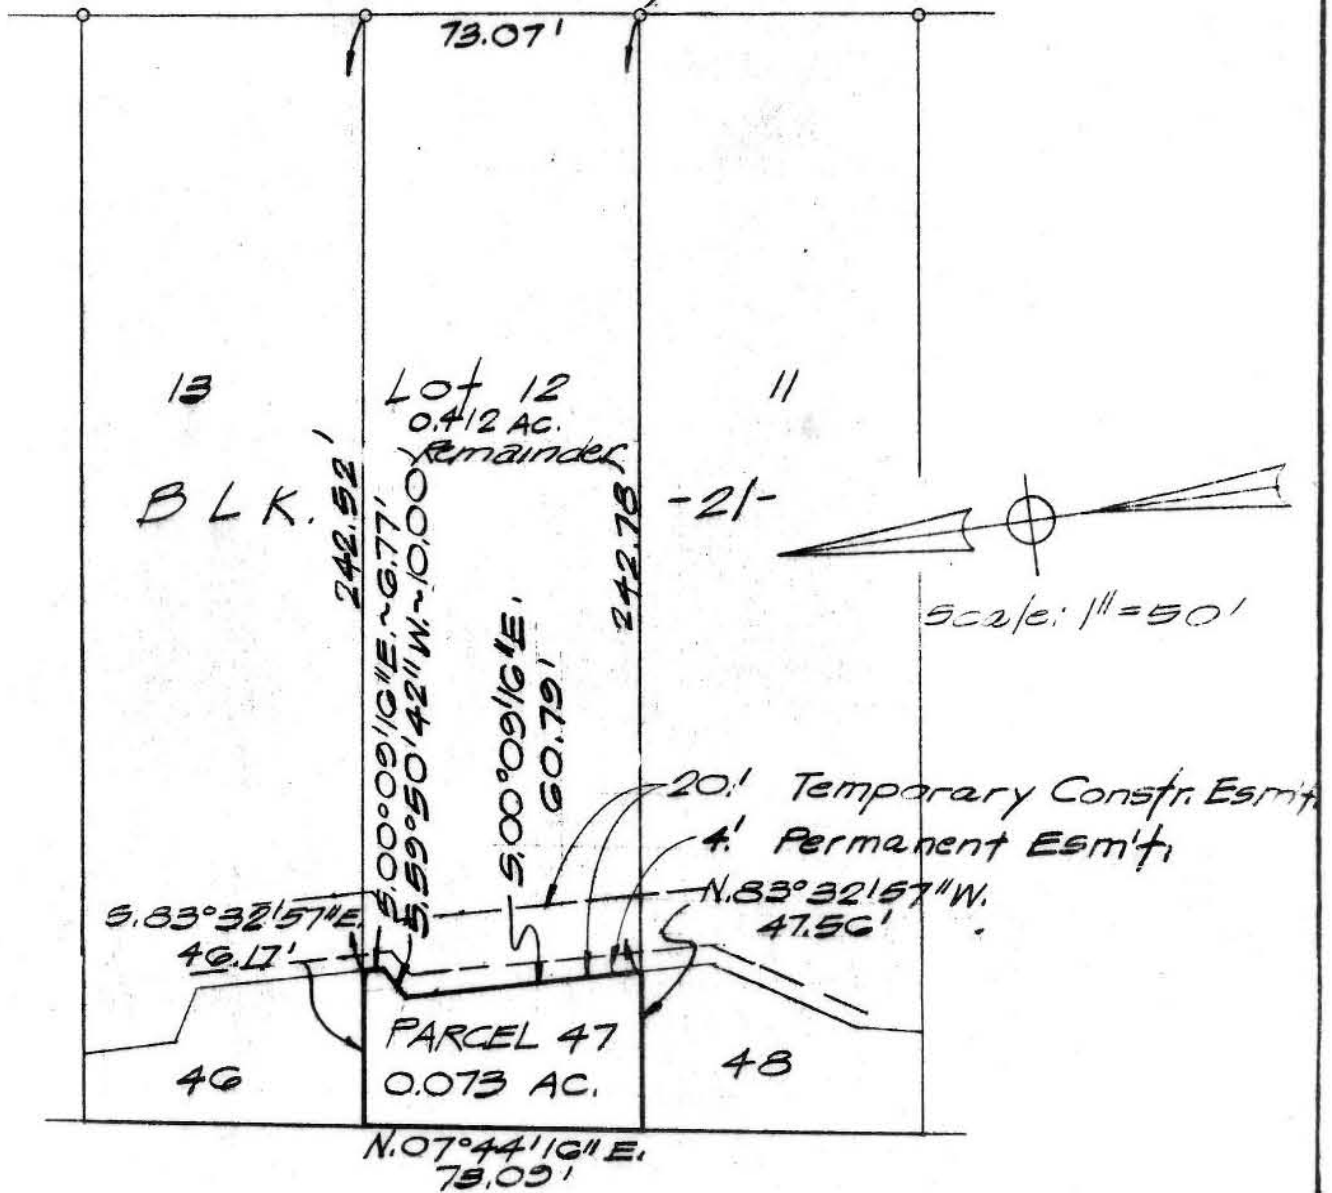 73.07'
13
Lot 12
0.412 AC.
Remainder
11
BLK.
-21-
242.52'
S.00°09'16"E.~6.77'
S.59°50'42"W.~10.00'
242.78'
S.00°09'16"E.
60.79'
Scale: 1"=50'
20.' Temporary Constr. Esm't.
4.' Permanent Esm't.
S.83°32'57"E.
46.17'
N.83°32'57"W.
47.56'
PARCEL 47
0.073 AC.
46
48
N.07°44'16"E.
73.09'